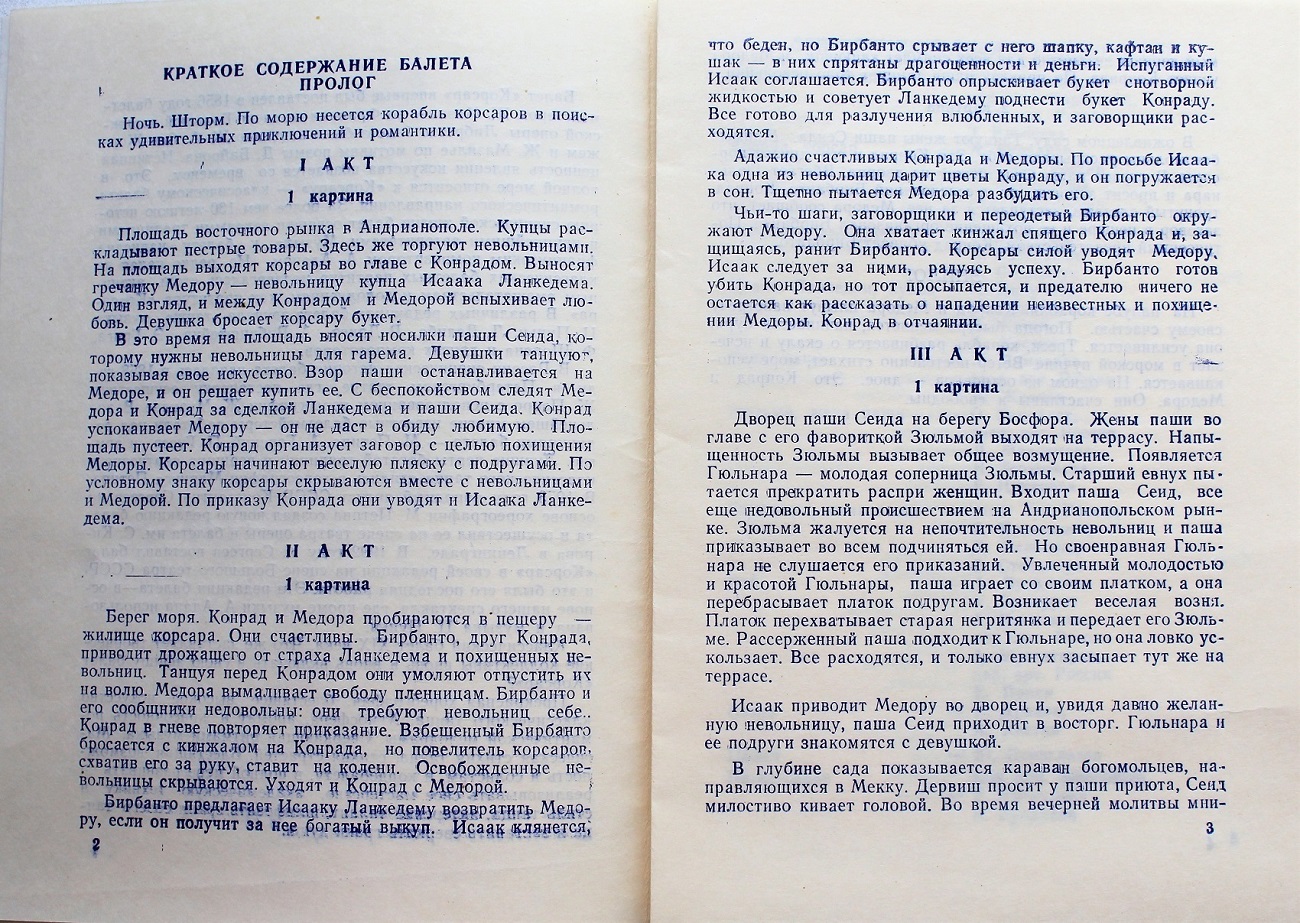 КРАТКОЕ СОДЕРЖАНИЕ БАЛЕТА
ПРОЛОГ
Ночь. Шторм. По морю несется корабль корсаров в поис-
ках удивительных приключений и романтики.
I АКТ
1 картина
Площадь восточного рынка в Андрианополе. Купцы рас-
кладывают пестрые товары. Здесь же торгуют невольницами.
На площадь выходят корсары во главе с Конрадом. Выносят
гречанку Медору — невольницу купца Исаака Ланкедема.
Один взгляд, и между Конрадом и Медорой вспыхивает лю-
бовь. Девушка бросает корсару букет.
В это время на площадь вносят носилки паши Сеида, ко-
торому нужны невольницы для гарема. Девушки танцуют,
показывая свое искусство. Взор паши останавливается на
Медоре, и он решает купить ее. С беспокойством следят Ме-
дора и Конрад за сделкой Ланкедема и паши Сеида. Конрад
успокаивает Медору — он не даст в обиду любимую. Пло-
щадь пустеет. Конрад организует заговор с целью похищения
Медоры. Корсары начинают веселую пляску с подругами. По
условному знаку корсары скрываются вместе с невольницами
и Медорой. По приказу Конрада они уводят и Исаака Ланке-
дема.
II АКТ
1 картина
Берег моря. Конрад и Медора пробираются в пещеру —
жилище корсара. Они счастливы. Бирбанто, друг Конрада,
приводит дрожащего от страха Ланкедема и похищенных не-
вольниц. Танцуя перед Конрадом они умоляют отпустить их
на волю. Медора вымаливает свободу пленницам. Бирбанто и
его сообщники недовольны: они требуют невольниц себе..
Конрад в гневе повторяет приказание. Взбешенный Бирбанто
бросается с кинжалом на Конрада, но повелитель корсаров,
схватив его за руку, ставит на колени. Освобожденные не-
вольницы скрываются. Уходят и Конрад с Медорой.
Бирбанто предлагает Исааку Ланкедему возвратить Медо-
ру, если он получит за нее богатый выкуп. Исаак клянется,
2
что беден, но Бирбанто срывает с него шапку, кафтан и ку-
шак — в них спрятаны драгоценности и деньги. Испуганный
Исаак соглашается. Бирбанто опрыскивает букет снотворной
жидкостью и советует Ланкедему поднести букет Конраду.
Все готово для разлучения влюбленных, и заговорщики рас-
ходятся.
Адажио счастливых Конрада и Медоры. По просьбе Исаа-
ка одна из невольниц дарит цветы Конраду, и он погружается
в сон. Тщетно пытается Медора разбудить его.
Чьи-то шаги, заговорщики и переодетый Бирбанто окру-
жают Медору. Она хватает кинжал спящего Конрада и, за-
щищаясь, ранит Бирбанто. Корсары силой уводят Медору,
Исаак следует за ними, радуясь успеху. Бирбанто готов
убить Конрада, но тот просыпается, и предателю ничего не
остается как рассказать о нападении неизвестных и похище-
нии Медоры. Конрад в отчаянии.
III АКТ
1 картина
Дворец паши Сеида на берегу Босфора. Жены паши во
главе с его фавориткой Зюльмой выходят на террасу. Напы-
щенность Зюльмы вызывает общее возмущение. Появляется
Гюльнара — молодая соперница Зюльмы. Старший евнух пы-
тается прекратить распри женщин. Входит паша Сеид, все
еще недовольный происшествием на Андрианопольском рын-
ке. Зюльма жалуется на непочтительность невольниц и паша
приказывает во всем подчиняться ей. Но своенравная Гюль-
нара не слушается его приказаний. Увлеченный молодостью
и красотой Гюльнары, паша играет со своим платком, а она
перебрасывает платок подругам. Возникает веселая возня.
Платок перехватывает старая негритянка и передает его Зюль-
ме. Рассерженный паша подходит к Гюльнаре, но она ловко ус-
кользает. Все расходятся, и только евнух засыпает тут же на
террасе.
Исаак приводит Медору во дворец и, увидя давно желан-
ную невольницу, паша Сеид приходит в восторг. Гюльнара и
ее подруги знакомятся с девушкой.
В глубине сада показывается караван богомольцев, на-
правляющихся в Мекку. Дервиш просит у паши приюта, Сеид
милостиво кивает головой. Во время вечерней молитвы мни-
3